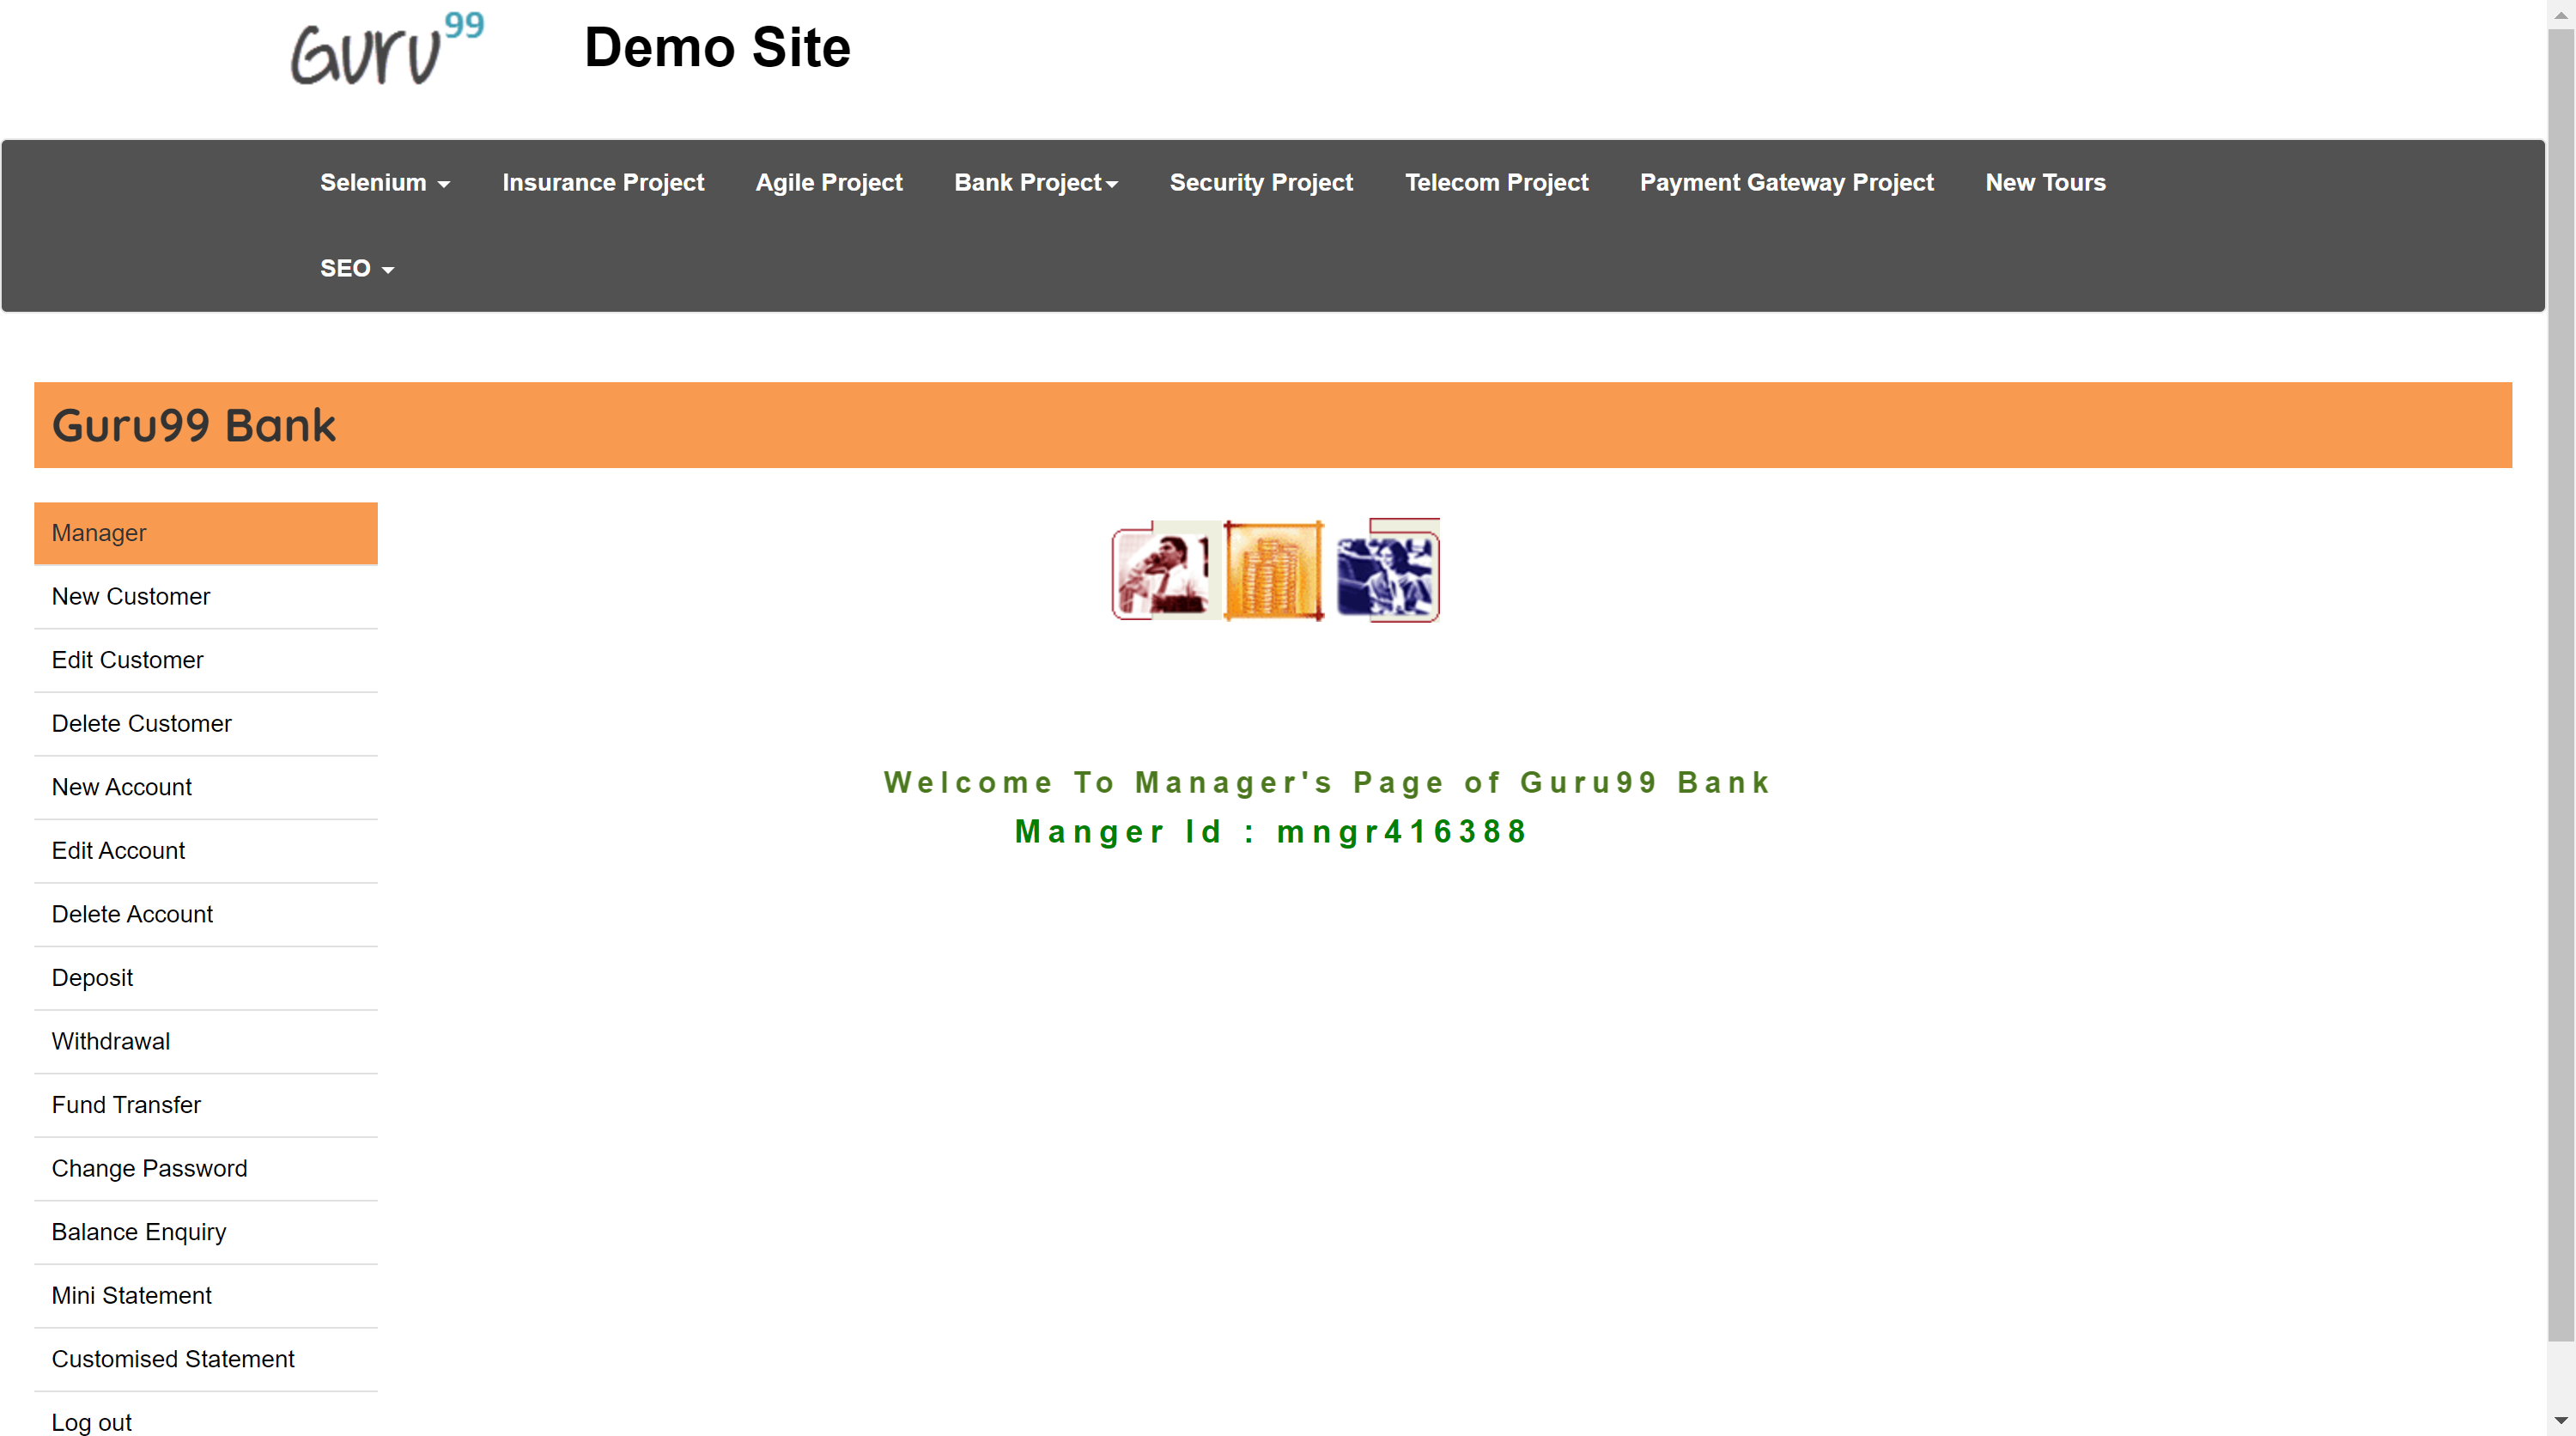 Guru99 Demo Site
Selenium Insurance Project Agile Project Bank Project Security Project Telecom Project Payment Gateway Project New Tours
SEO
Guru99 Bank
Manager
New Customer
Edit Customer
Delete Customer
New Account
Edit Account
Delete Account
Deposit
Withdrawal
Fund Transfer
Change Password
Balance Enquiry
Mini Statement
Customised Statement
Log out
Welcome To Manager's Page of Guru99 Bank
Manger Id : mngr416388